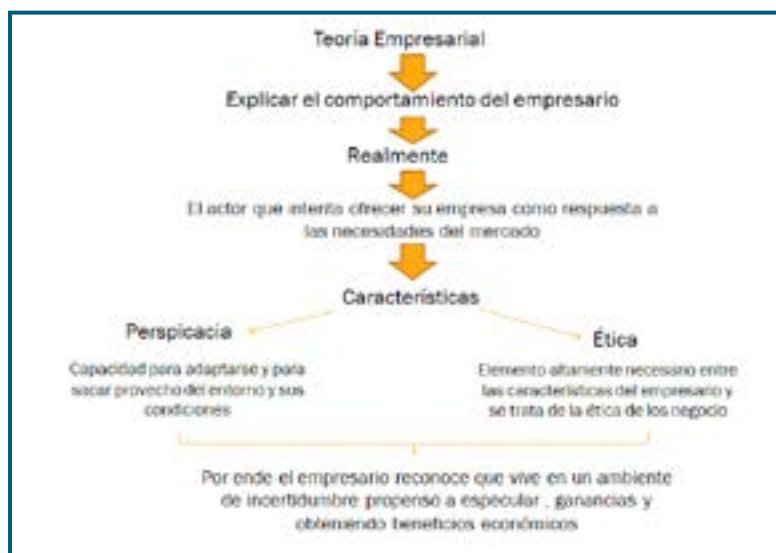 Teoría Empresarial
Explicar el comportamiento del empresario
Realmente
El actor que intenta ofrecer su empresa como respuesta a
las necesidades del mercado
Características
Perspicacia
Capacidad para adaptarse y para
sacar provecho del entorno y sus
condiciones
Ética
Elemento altamente necesario entre
las características del empresario y
se trata de la ética de los negocio
Por ende el empresario reconoce que vive en un ambiente
de incertidumbre propenso a especular , ganancias y
obteniendo beneficios económicos